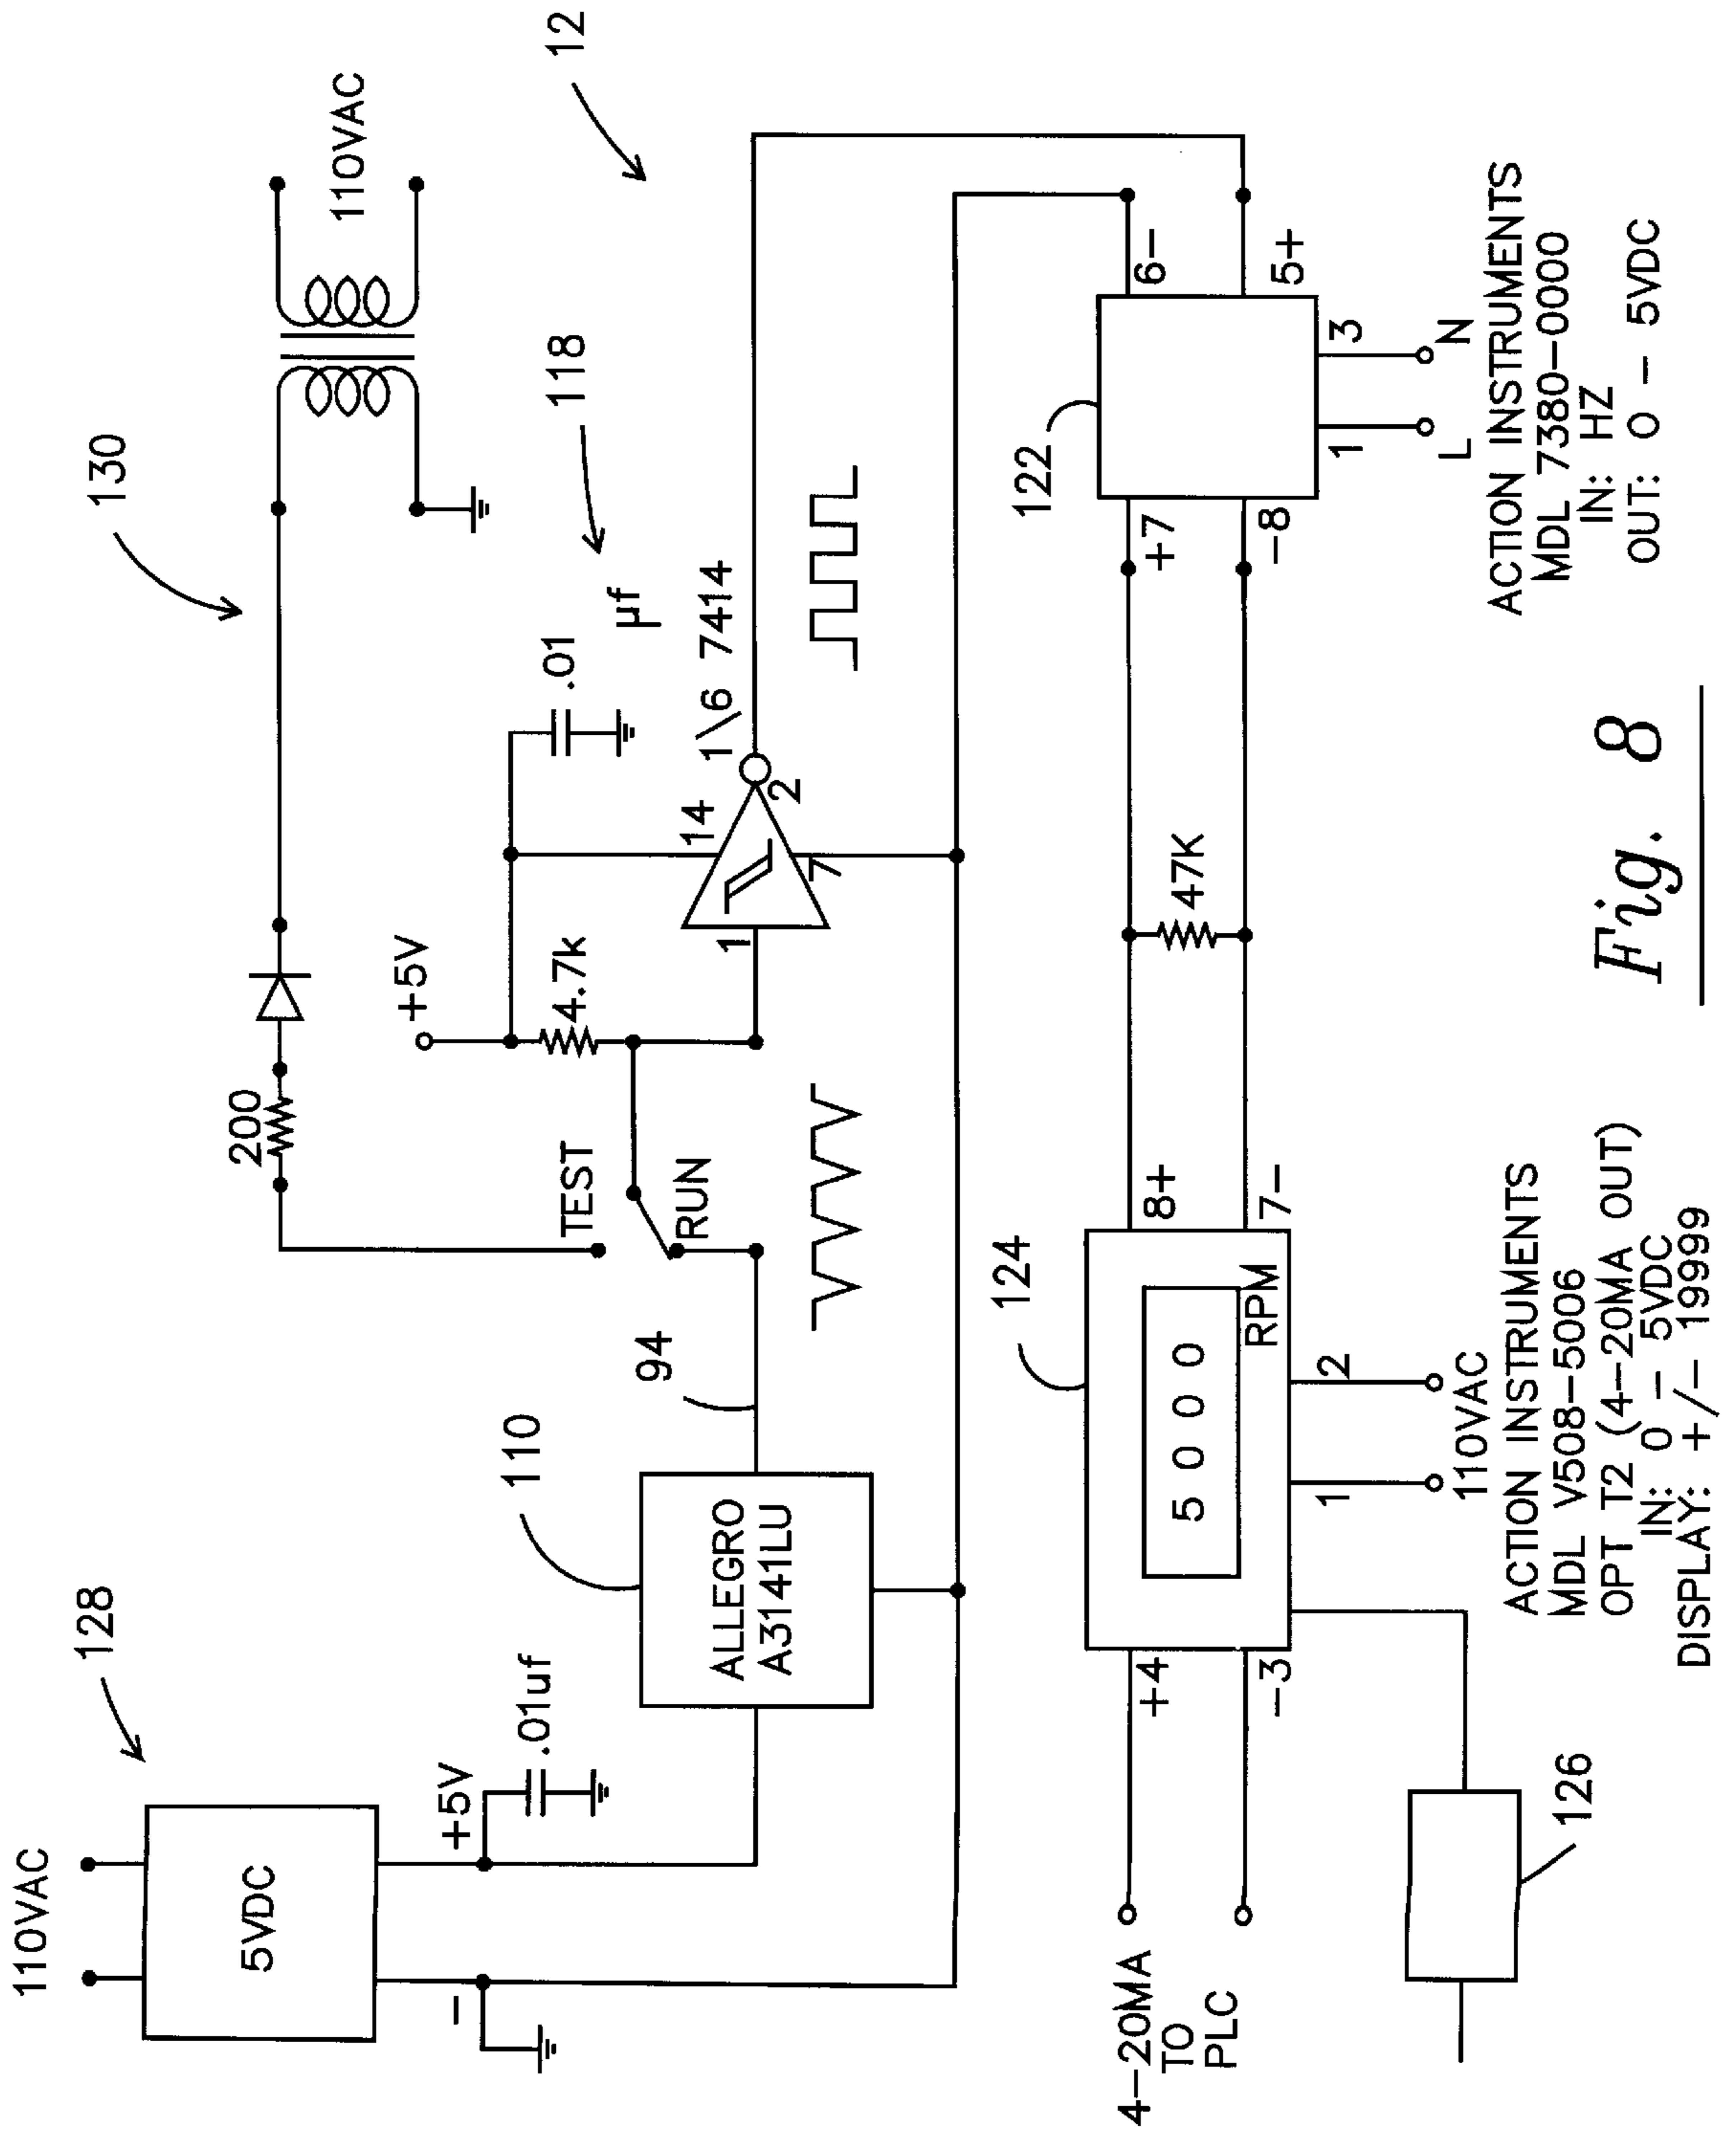 110VAC
128
5VDC
+5V
-
.01uf
110
ALLEGRO
A3141LU
94
200
130
110VAC
TEST
RUN
+5V
4.7k
.01
µf
118
12
1
14
7
2
1\6 7414
4-20MA
TO
PLC
+4
-3
124
5 0 0 0
RPM
8+
7-
1
2
110VAC
126
47K
122
+7
-8
6-
5+
1
3
L
N
ACTION INSTRUMENTS
MDL V508-5006
OPT T2 (4-20MA OUT)
IN: 0 - 5VDC
DISPLAY: +/- 19999
ACTION INSTRUMENTS
MDL 7380-0000
IN: HZ
OUT: 0 - 5VDC
Fig. 8